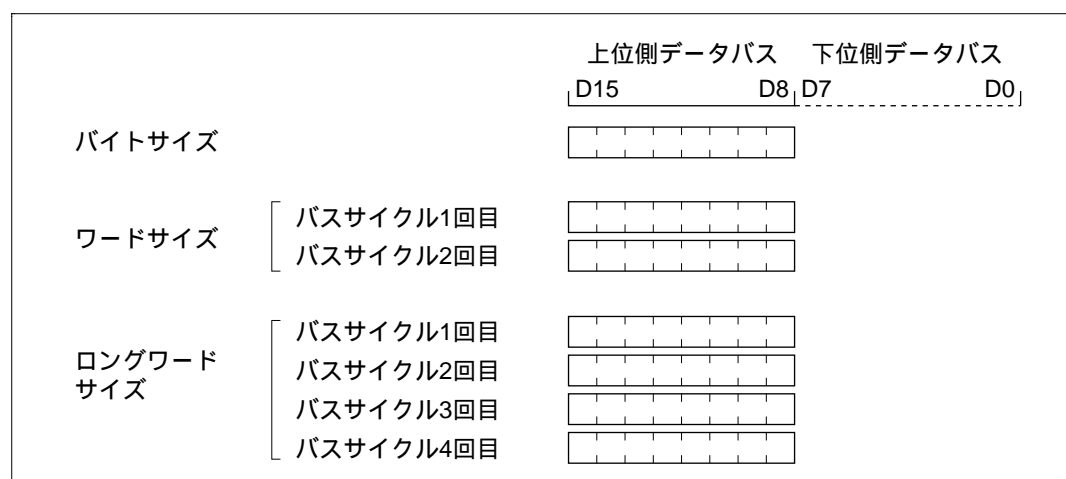 上位側データバス 下位側データバス
D15 D8 D7 D0
バイトサイズ
ワードサイズ
バスサイクル1回目
バスサイクル2回目
ロングワード
サイズ
バスサイクル1回目
バスサイクル2回目
バスサイクル3回目
バスサイクル4回目